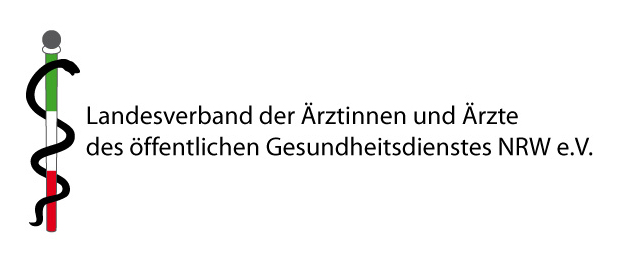 Landesverband der Ärztinnen und Ärzte
des öffentlichen Gesundheitsdienstes NRW e.V.